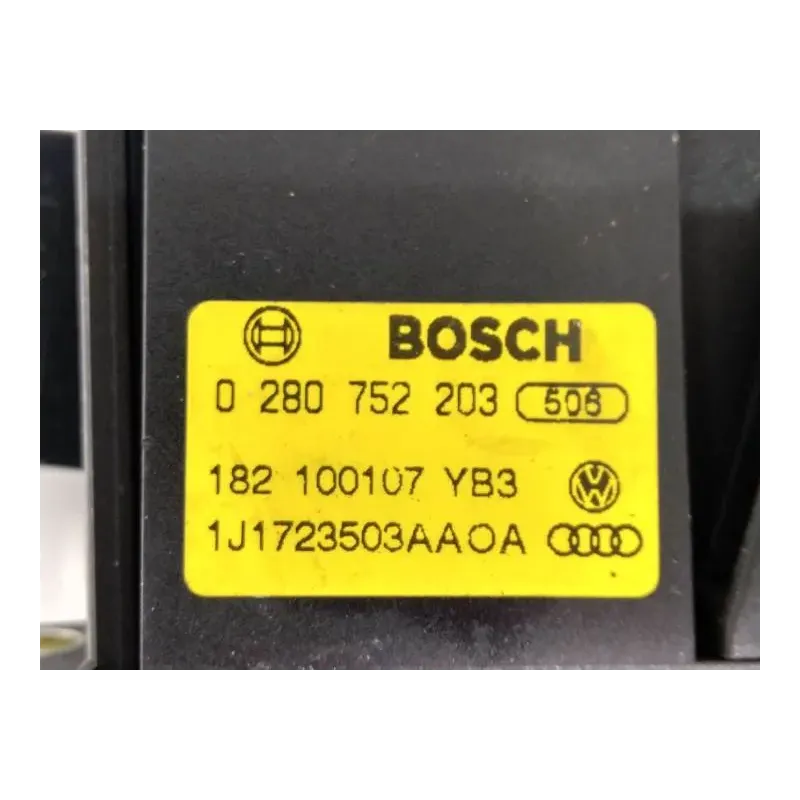 BOSCH
0 280 752 203 506
182 100107 YB3
1J1723503AAOA